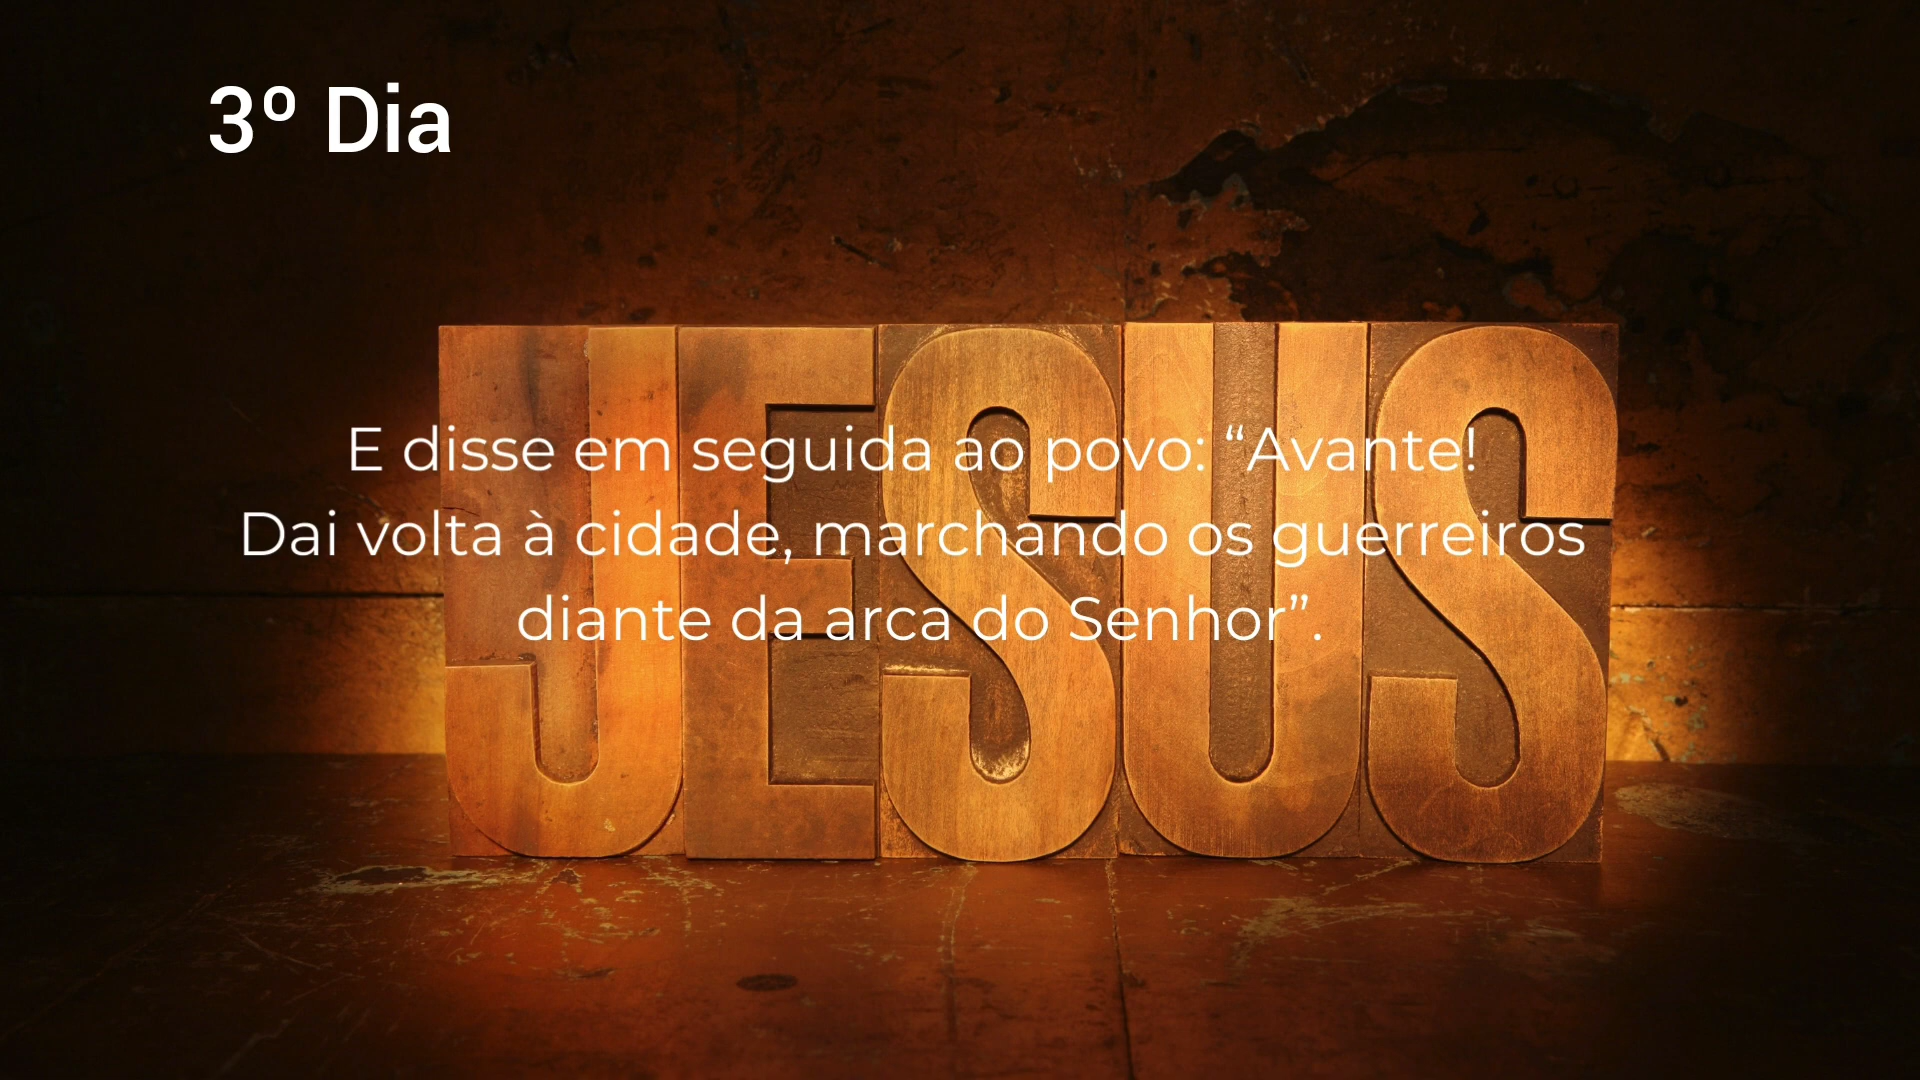 3º Dia
JESUS
E disse em seguida ao povo: “Avante!
Dai volta à cidade, marchando os guerreiros
diante da arca do Senhor”.